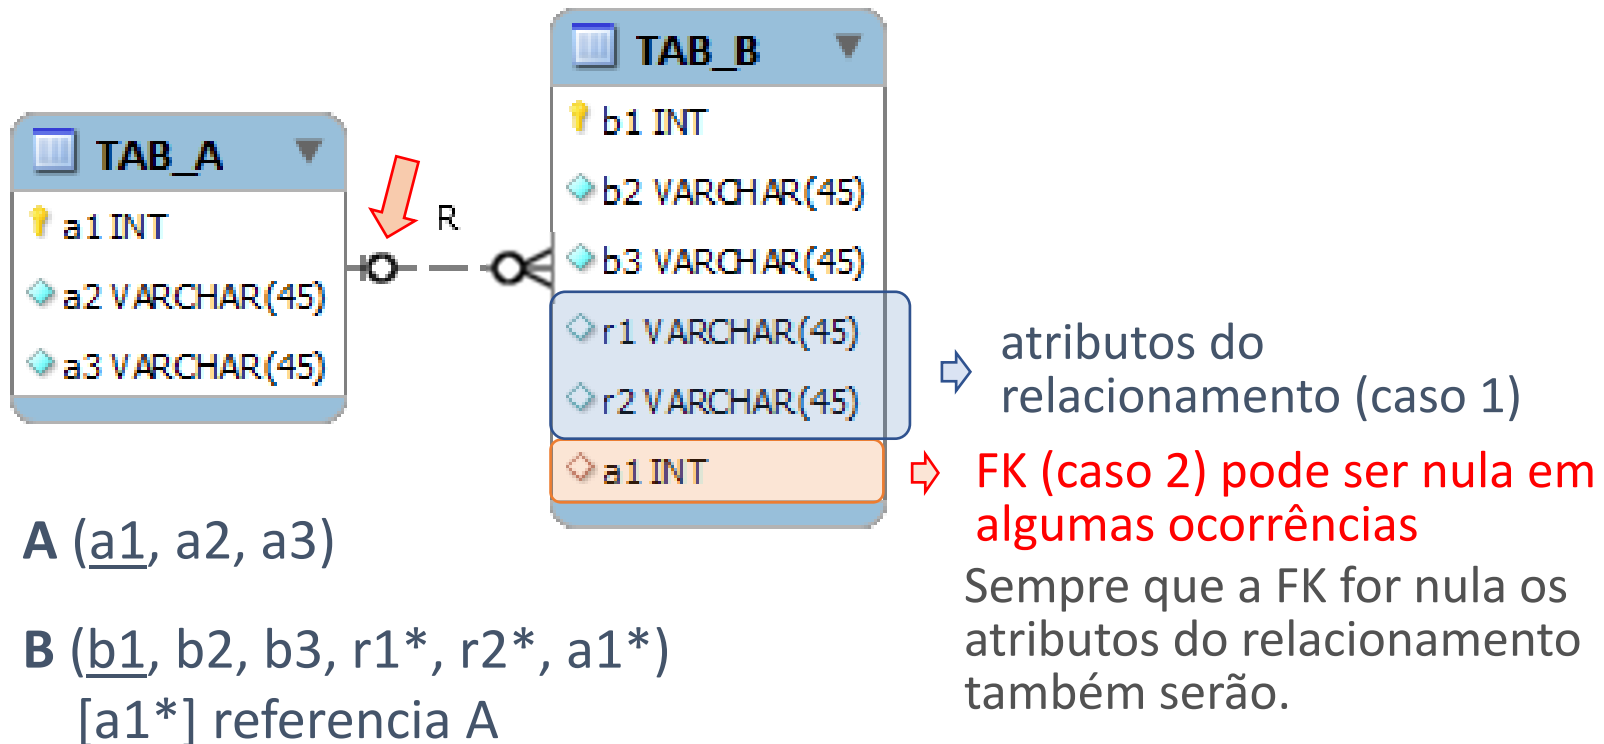 TAB_A
a1 INT
a2 VARCHAR(45)
a3 VARCHAR(45)
R
TAB_B
b1 INT
b2 VARCHAR(45)
b3 VARCHAR(45)
r1 VARCHAR(45)
r2 VARCHAR(45)
a1 INT
atributos do
relacionamento (caso 1)
FK (caso 2) pode ser nula em
algumas ocorrências
Sempre que a FK for nula os
atributos do relacionamento
também serão.
A (a1, a2, a3)
B (b1, b2, b3, r1*, r2*, a1*)
[a1*] referencia A